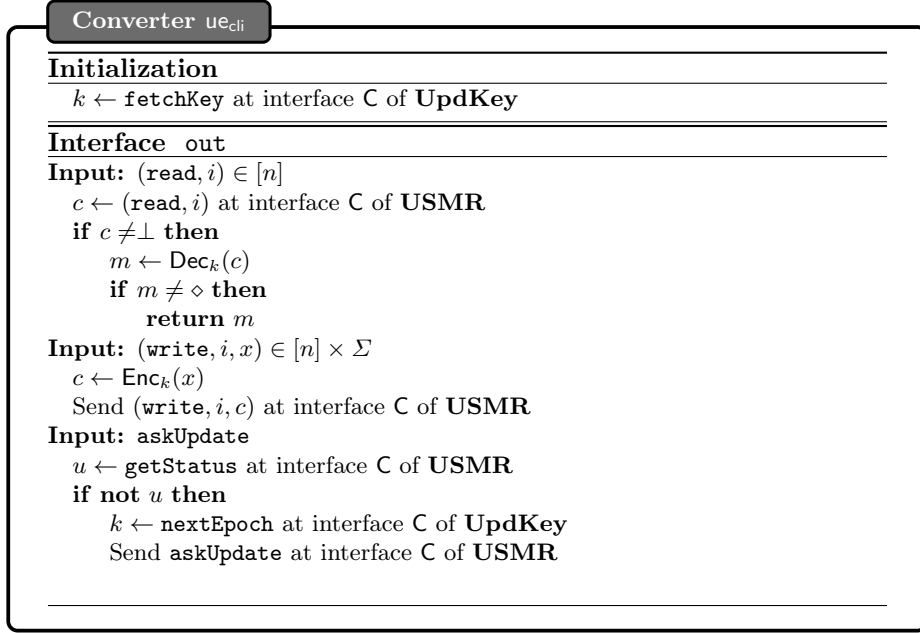 Converter ue_cli
Initialization
k ← fetchKey at interface C of UpdKey
Interface out
Input: (read, i) ∈ [n]
c ← (read, i) at interface C of USMR
if c ≠⊥ then
m ← Dec_k(c)
if m ≠ ⋄ then
return m
Input: (write, i, x) ∈ [n] × Σ
c ← Enc_k(x)
Send (write, i, c) at interface C of USMR
Input: askUpdate
u ← getStatus at interface C of USMR
if not u then
k ← nextEpoch at interface C of UpdKey
Send askUpdate at interface C of USMR